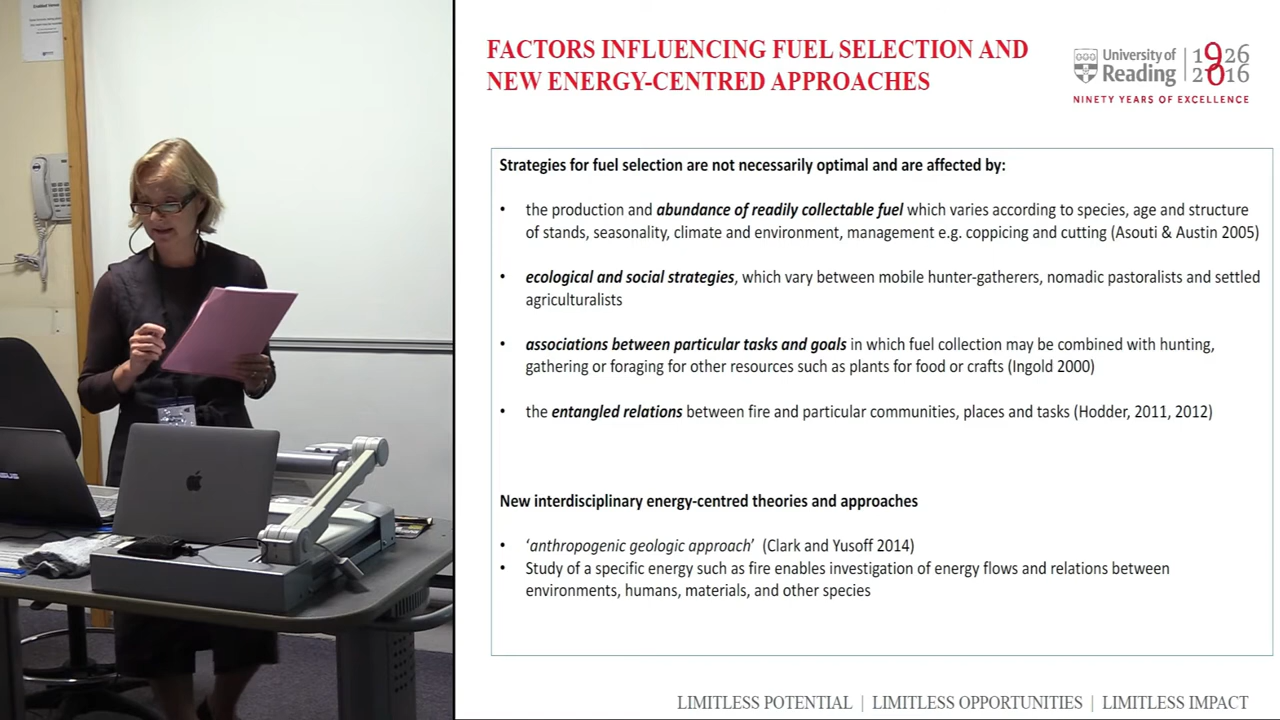 FACTORS INFLUENCING FUEL SELECTION AND
NEW ENERGY-CENTRED APPROACHES
University of
Reading
1926
2016
NINETY YEARS OF EXCELLENCE
Strategies for fuel selection are not necessarily optimal and are affected by:
• the production and abundance of readily collectable fuel which varies according to species, age and structure
of stands, seasonality, climate and environment, management e.g. coppicing and cutting (Asouti & Austin 2005)
• ecological and social strategies, which vary between mobile hunter-gatherers, nomadic pastoralists and settled
agriculturalists
• associations between particular tasks and goals in which fuel collection may be combined with hunting,
gathering or foraging for other resources such as plants for food or crafts (Ingold 2000)
• the entangled relations between fire and particular communities, places and tasks (Hodder, 2011, 2012)
New interdisciplinary energy-centred theories and approaches
• ‘anthropogenic geologic approach’ (Clark and Yusoff 2014)
• Study of a specific energy such as fire enables investigation of energy flows and relations between
environments, humans, materials, and other species
LIMITLESS POTENTIAL | LIMITLESS OPPORTUNITIES | LIMITLESS IMPACT